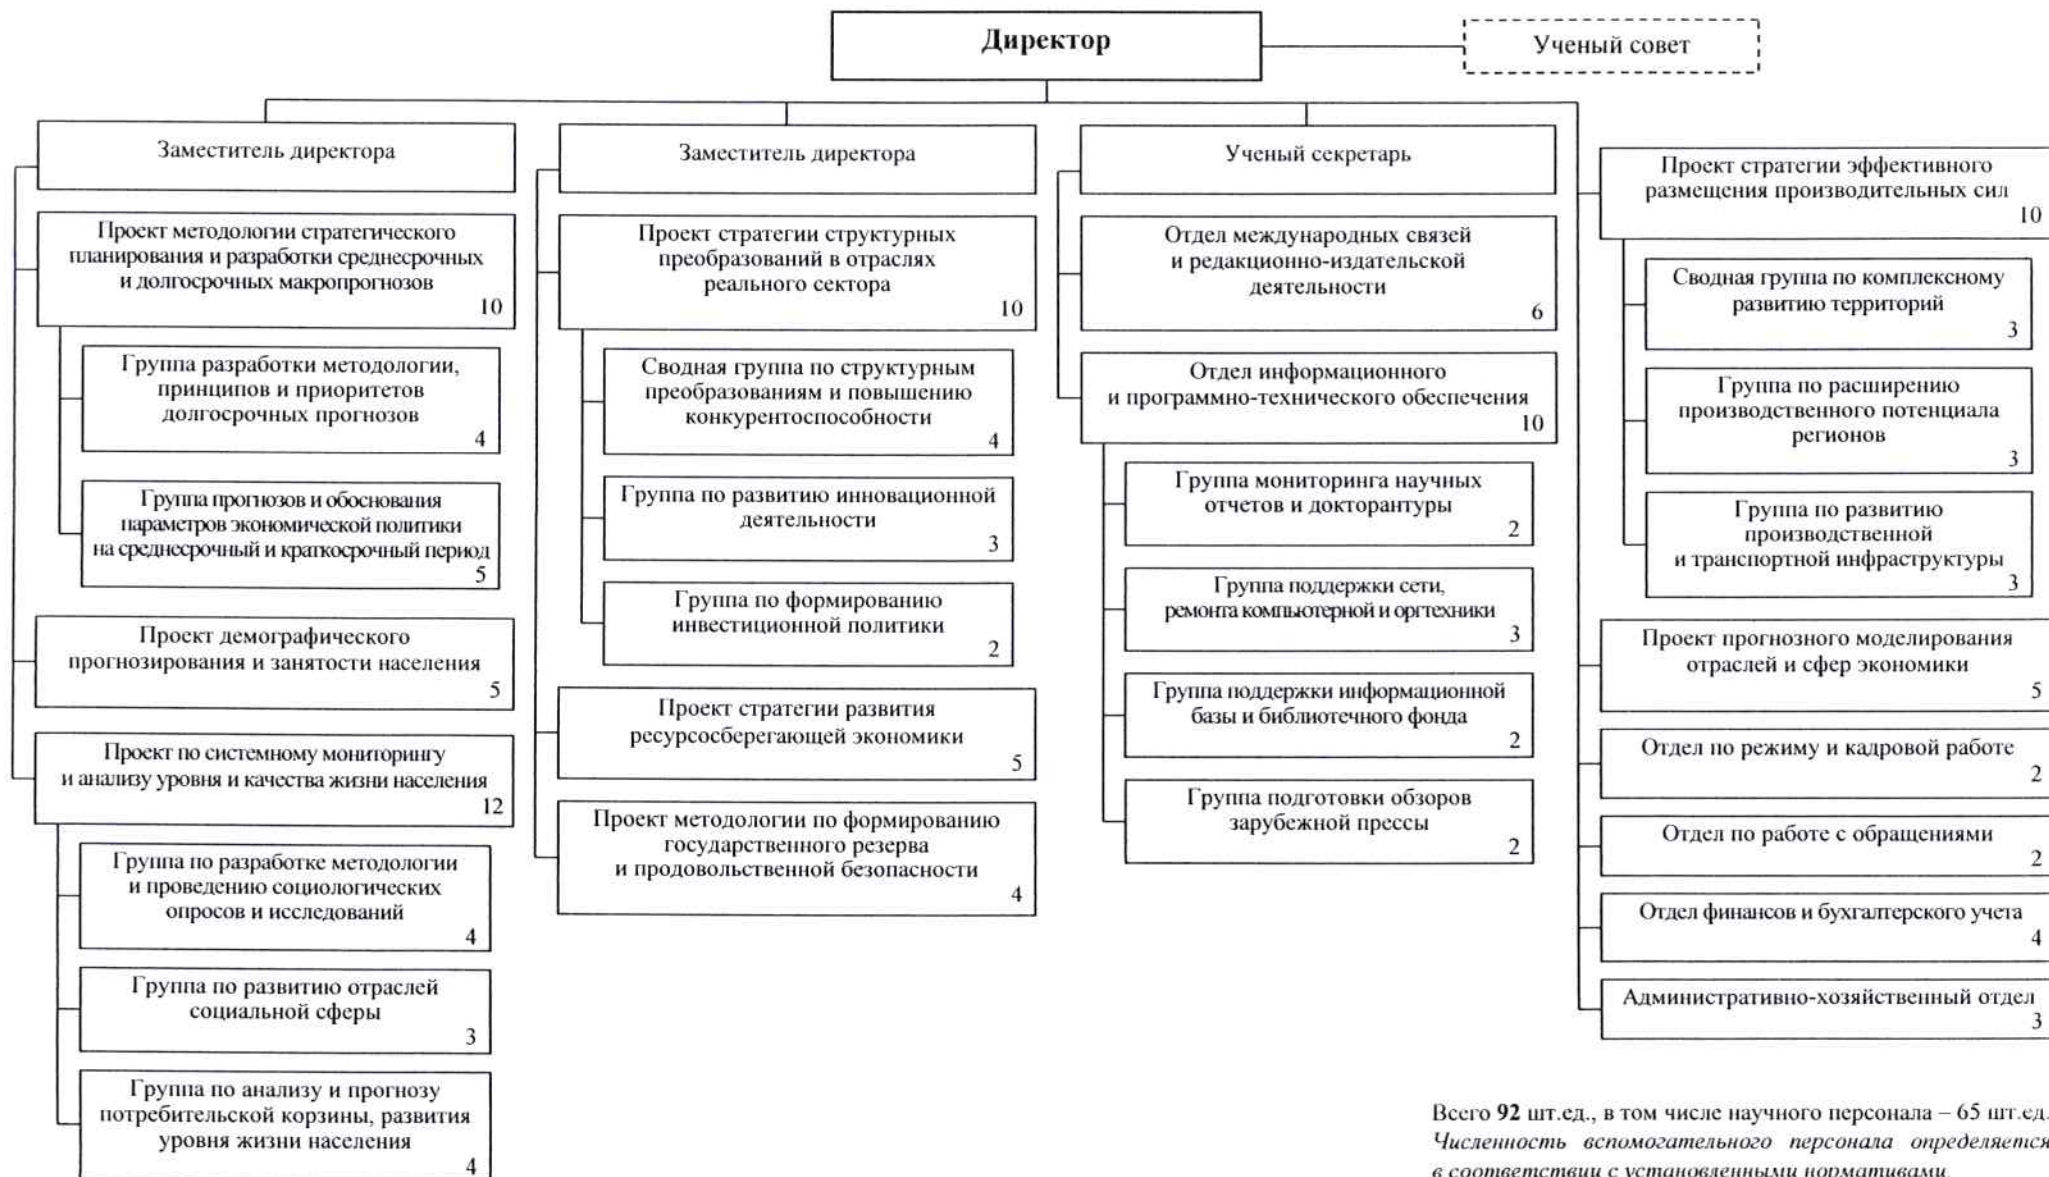 Директор
Ученый совет
Заместитель директора
Проект методологии стратегического
планирования и разработки среднесрочных
и долгосрочных макропрогнозов
10
Группа разработки методологии,
принципов и приоритетов
долгосрочных прогнозов
4
Группа прогнозов и обоснования
параметров экономической политики
на среднесрочный и краткосрочный период
5
Проект демографического
прогнозирования и занятости населения
5
Проект по системному мониторингу
и анализу уровня и качества жизни населения
12
Группа по разработке методологии
и проведению социологических
опросов и исследований
4
Группа по развитию отраслей
социальной сферы
3
Группа по анализу и прогнозу
потребительской корзины, развития
уровня жизни населения
4
Заместитель директора
Проект стратегии структурных
преобразований в отраслях
реального сектора
10
Сводная группа по структурным
преобразованиям и повышению
конкурентоспособности
4
Группа по развитию инновационной
деятельности
3
Группа по формированию
инвестиционной политики
2
Проект стратегии развития
ресурсосберегающей экономики
5
Проект методологии по формированию
государственного резерва
и продовольственной безопасности
4
Ученый секретарь
Отдел международных связей
и редакционно-издательской
деятельности
6
Отдел информационного
и программно-технического обеспечения
10
Группа мониторинга научных
отчетов и докторантуры
2
Группа поддержки сети,
ремонта компьютерной и оргтехники
3
Группа поддержки информационной
базы и библиотечного фонда
2
Группа подготовки обзоров
зарубежной прессы
2
Проект стратегии эффективного
размещения производительных сил
10
Сводная группа по комплексному
развитию территорий
3
Группа по расширению
производственного потенциала
регионов
3
Группа по развитию
производственной
и транспортной инфраструктуры
3
Проект прогнозного моделирования
отраслей и сфер экономики
5
Отдел по режиму и кадровой работе
2
Отдел по работе с обращениями
2
Отдел финансов и бухгалтерского учета
4
Административно-хозяйственный отдел
3
Всего 92 шт.ед., в том числе научного персонала – 65 шт.ед.
Численность вспомогательного персонала определяется
в соответствии с установленными нормативами.